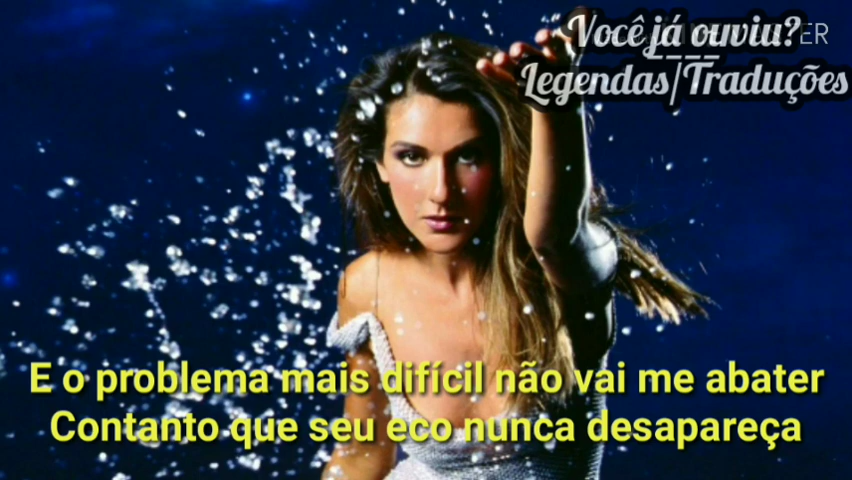 Você já ouviu?
Legendas/Traduções
E o problema mais difícil não vai me abater
Contanto que seu eco nunca desapareça